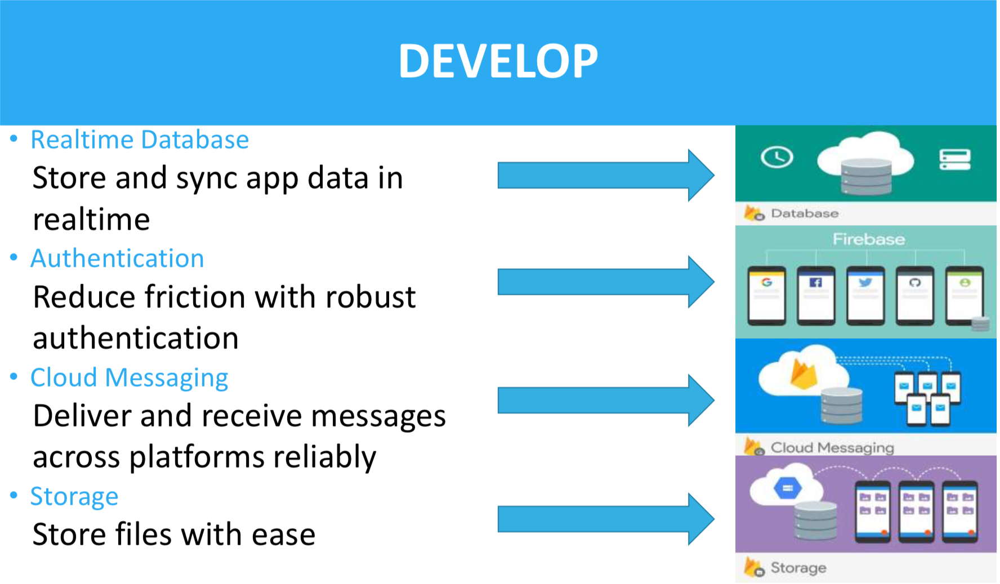 DEVELOP
• Realtime Database
Store and sync app data in
realtime
• Authentication
Reduce friction with robust
authentication
• Cloud Messaging
Deliver and receive messages
across platforms reliably
• Storage
Store files with ease
Database
Firebase
Cloud Messaging
Storage